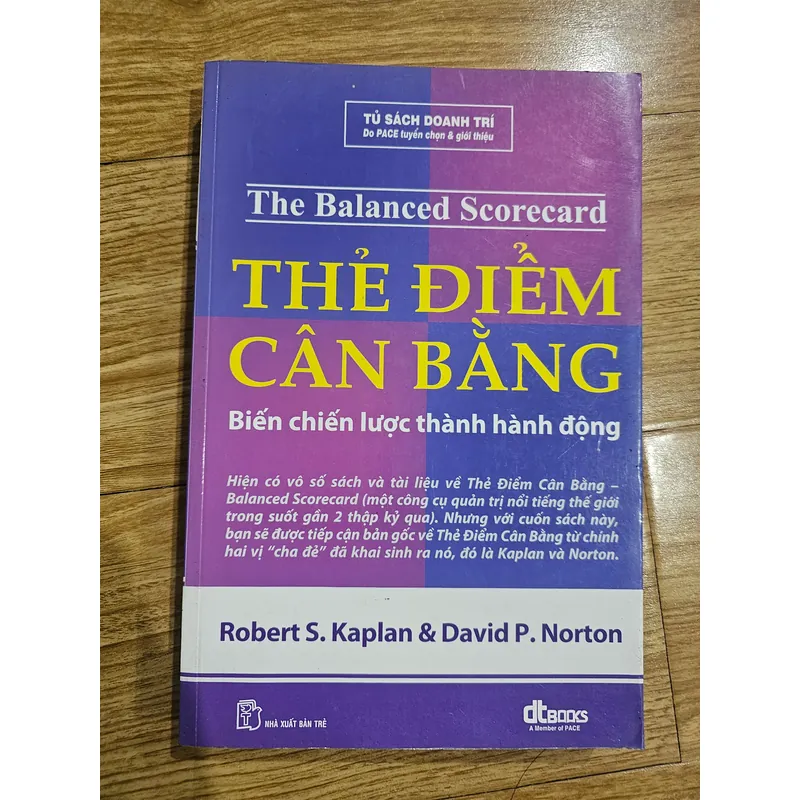 TỦ SÁCH DOANH TRÍ
Do PACE tuyển chọn & giới thiệu
The Balanced Scorecard
THẺ ĐIỂM
CÂN BẰNG
Biến chiến lược thành hành động
Hiện có vô số sách và tài liệu về Thẻ Điểm Cân Bằng –
Balanced Scorecard (một công cụ quản trị nổi tiếng thế giới
trong suốt gần 2 thập kỷ qua). Nhưng với cuốn sách này,
bạn sẽ được tiếp cận bản gốc về Thẻ Điểm Cân Bằng từ chính
hai vị “cha đẻ” đã khai sinh ra nó, đó là Kaplan và Norton.
Robert S. Kaplan & David P. Norton
NHÀ XUẤT BẢN TRẺ
dtBOOKS
A Member of PACE